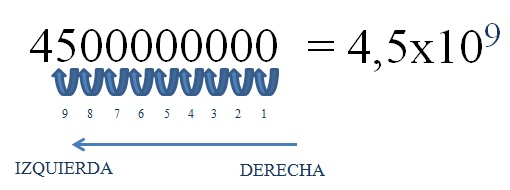 4500000000 = 4,5x10⁹
9 8 7 6 5 4 3 2 1
IZQUIERDA DERECHA